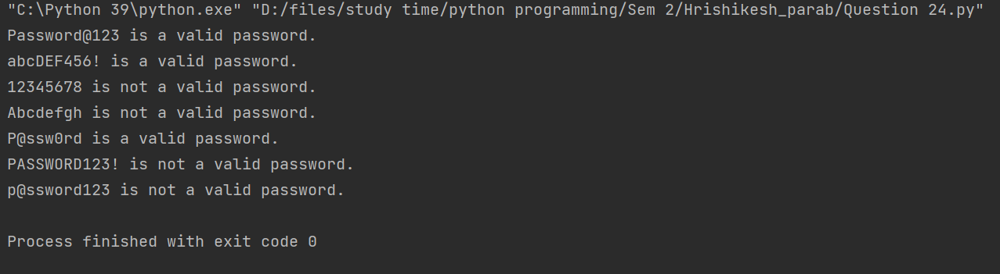 "C:\Python 39\python.exe" "D:/files/study time/python programming/Sem 2/Hrishikesh_parab/Question 24.py"
Password@123 is a valid password.
abcDEF456! is a valid password.
12345678 is not a valid password.
Abcdefgh is not a valid password.
P@ssw0rd is a valid password.
PASSWORD123! is not a valid password.
p@ssword123 is not a valid password.
Process finished with exit code 0